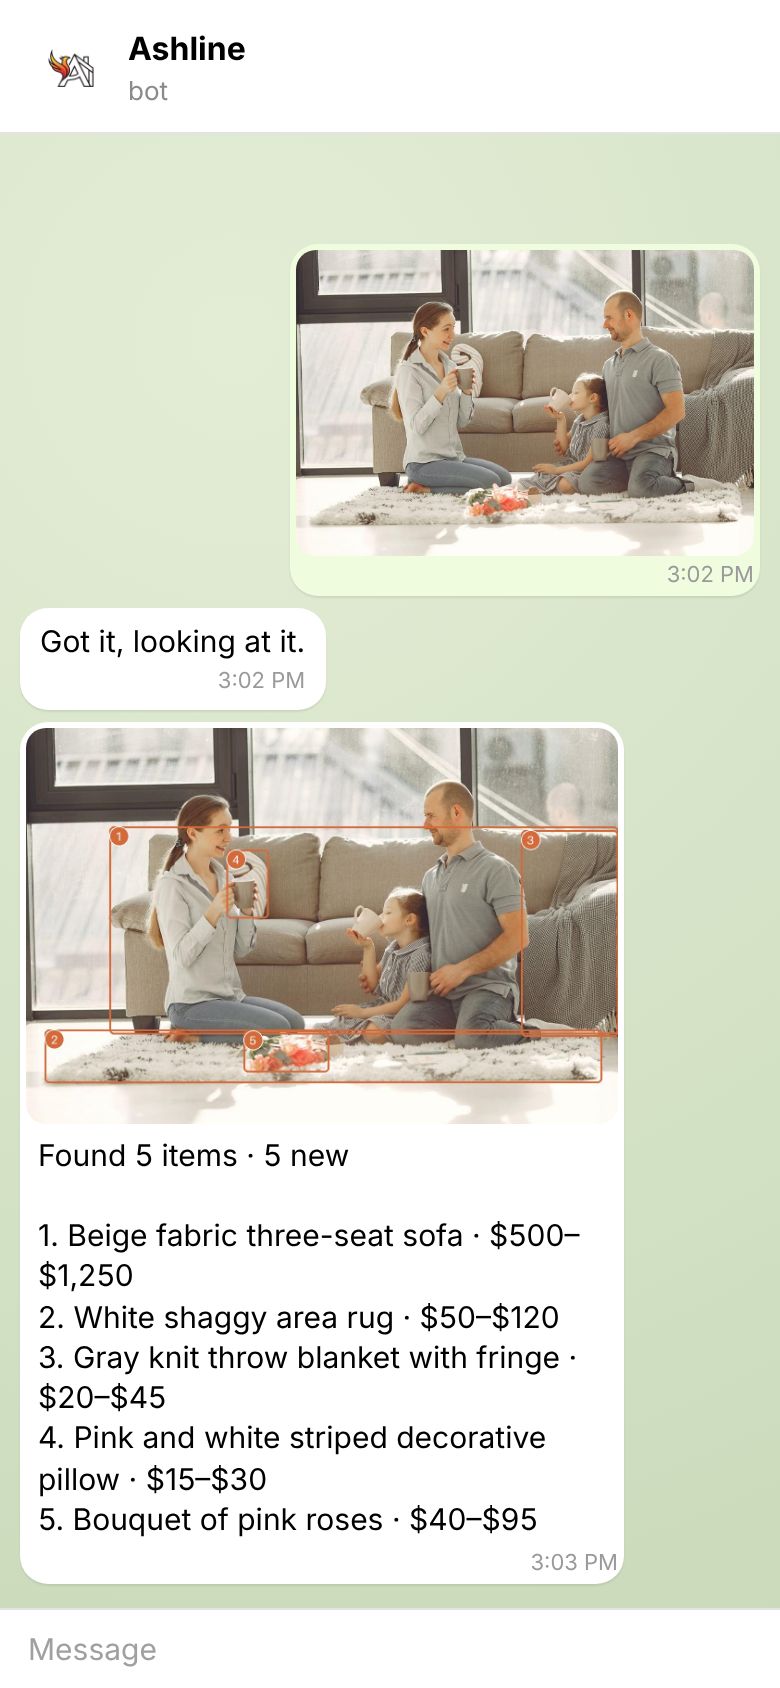 Ashline
bot
3:02 PM
Got it, looking at it.
3:02 PM
1
4
3
2
5
Found 5 items · 5 new
1. Beige fabric three-seat sofa · $500–
$1,250
2. White shaggy area rug · $50–$120
3. Gray knit throw blanket with fringe ·
$20–$45
4. Pink and white striped decorative
pillow · $15–$30
5. Bouquet of pink roses · $40–$95
3:03 PM
Message